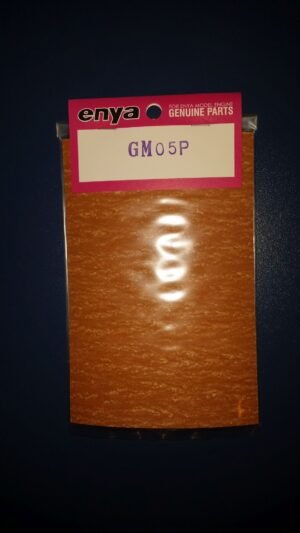 enya
FOR ENYA MODEL ENGINE
GENUINE PARTS
GM05P